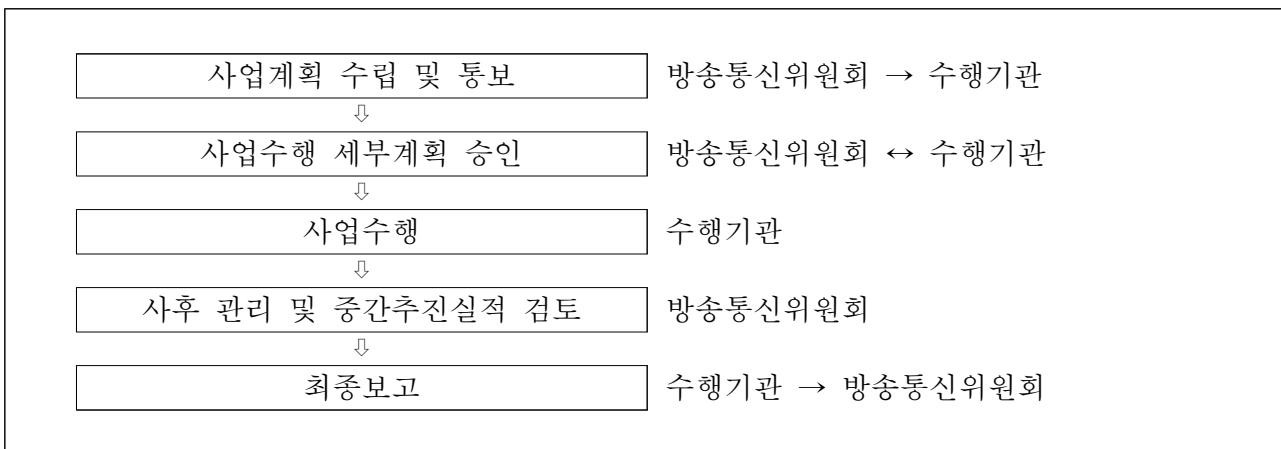 사업계획 수립 및 통보 방송통신위원회 → 수행기관
⇩
사업수행 세부계획 승인 방송통신위원회 ↔ 수행기관
⇩
사업수행 수행기관
⇩
사후 관리 및 중간추진실적 검토 방송통신위원회
⇩
최종보고 수행기관 → 방송통신위원회